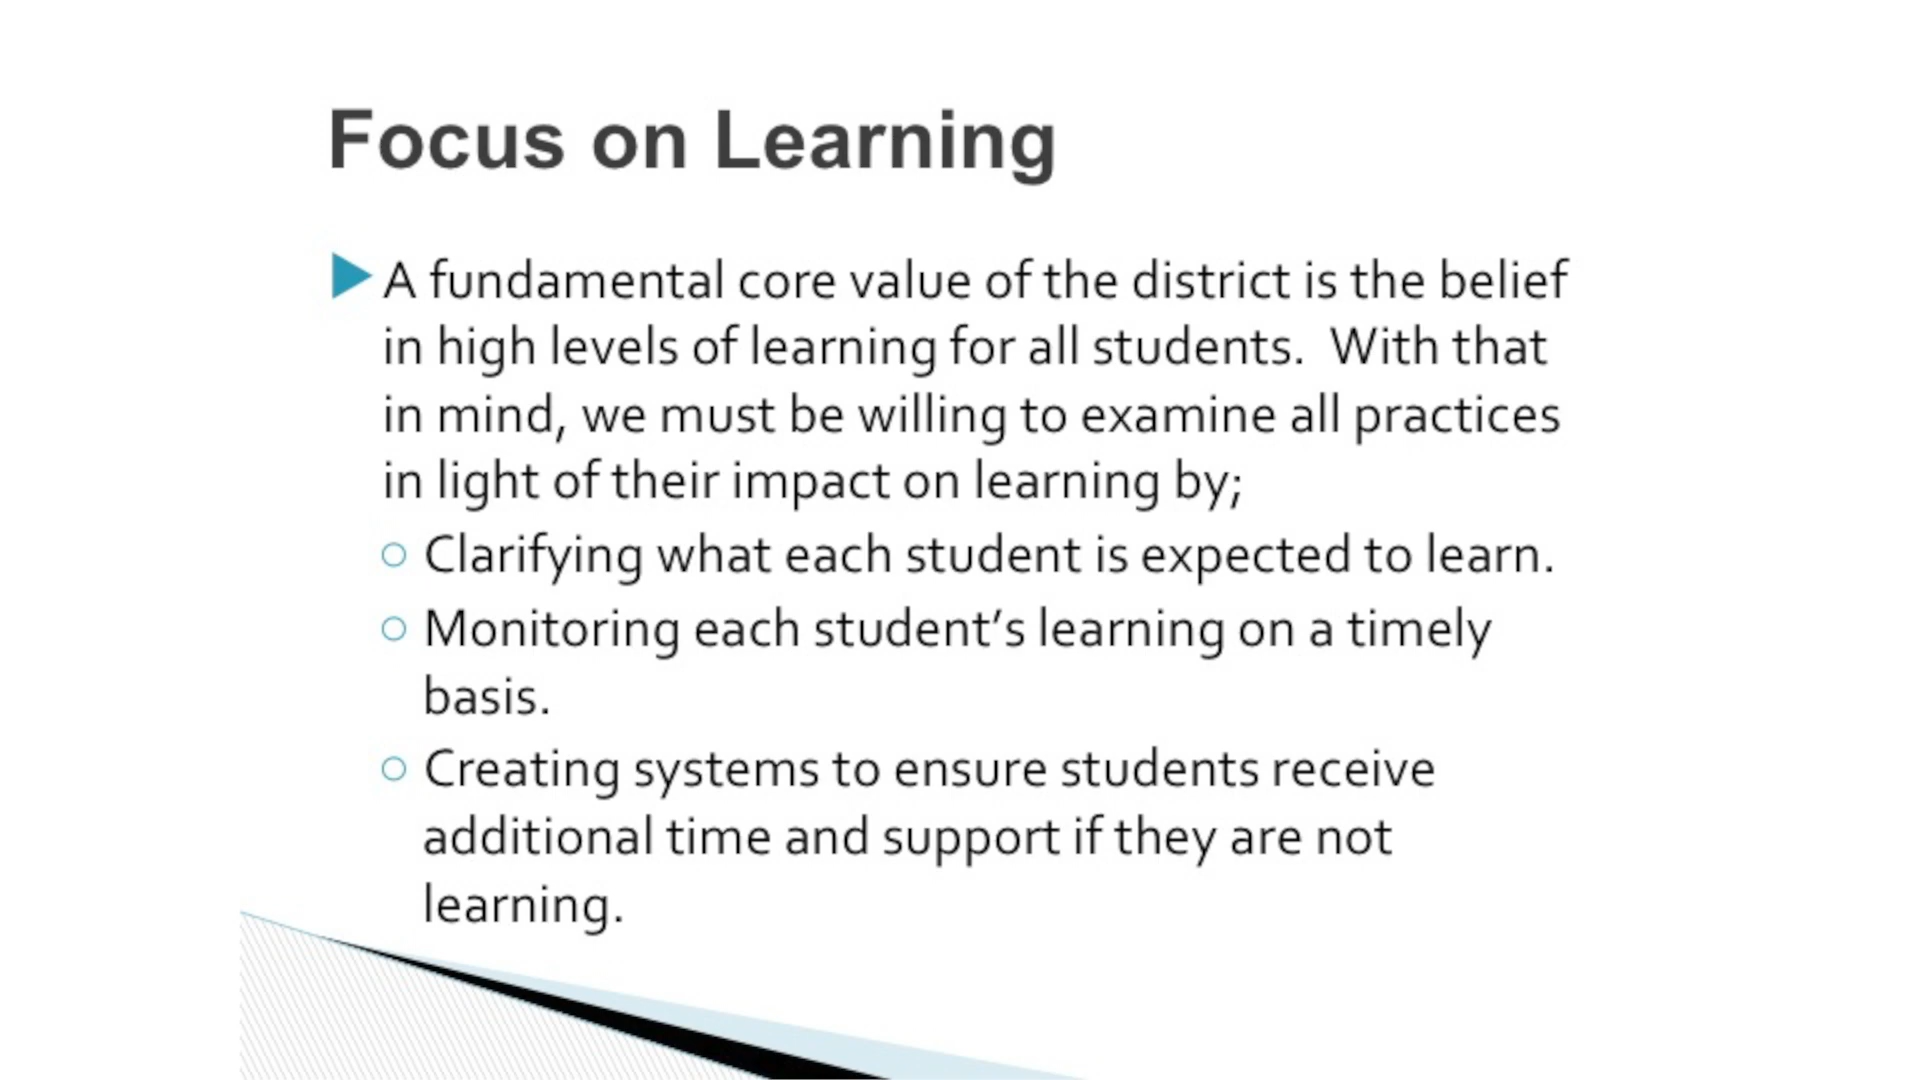 Focus on Learning
A fundamental core value of the district is the belief
in high levels of learning for all students.  With that
in mind, we must be willing to examine all practices
in light of their impact on learning by;
Clarifying what each student is expected to learn.
Monitoring each student’s learning on a timely
basis.
Creating systems to ensure students receive
additional time and support if they are not
learning.